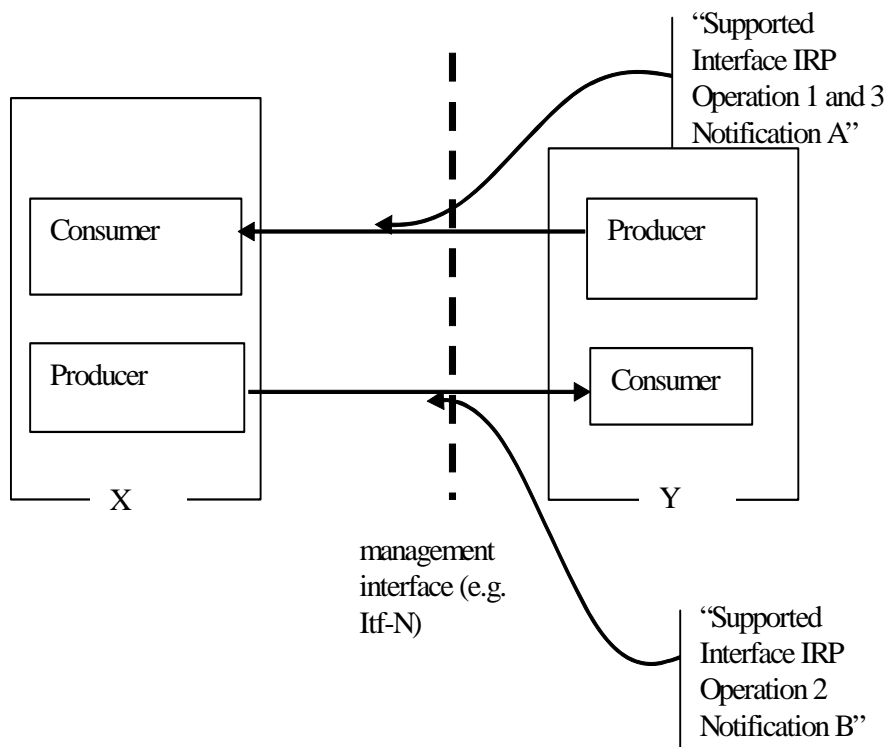 “Supported
Interface IRP
Operation 1 and 3
Notification A”
Consumer
Producer
Producer
Consumer
X
Y
management
interface (e.g.
Itf-N)
“Supported
Interface IRP
Operation 2
Notification B”